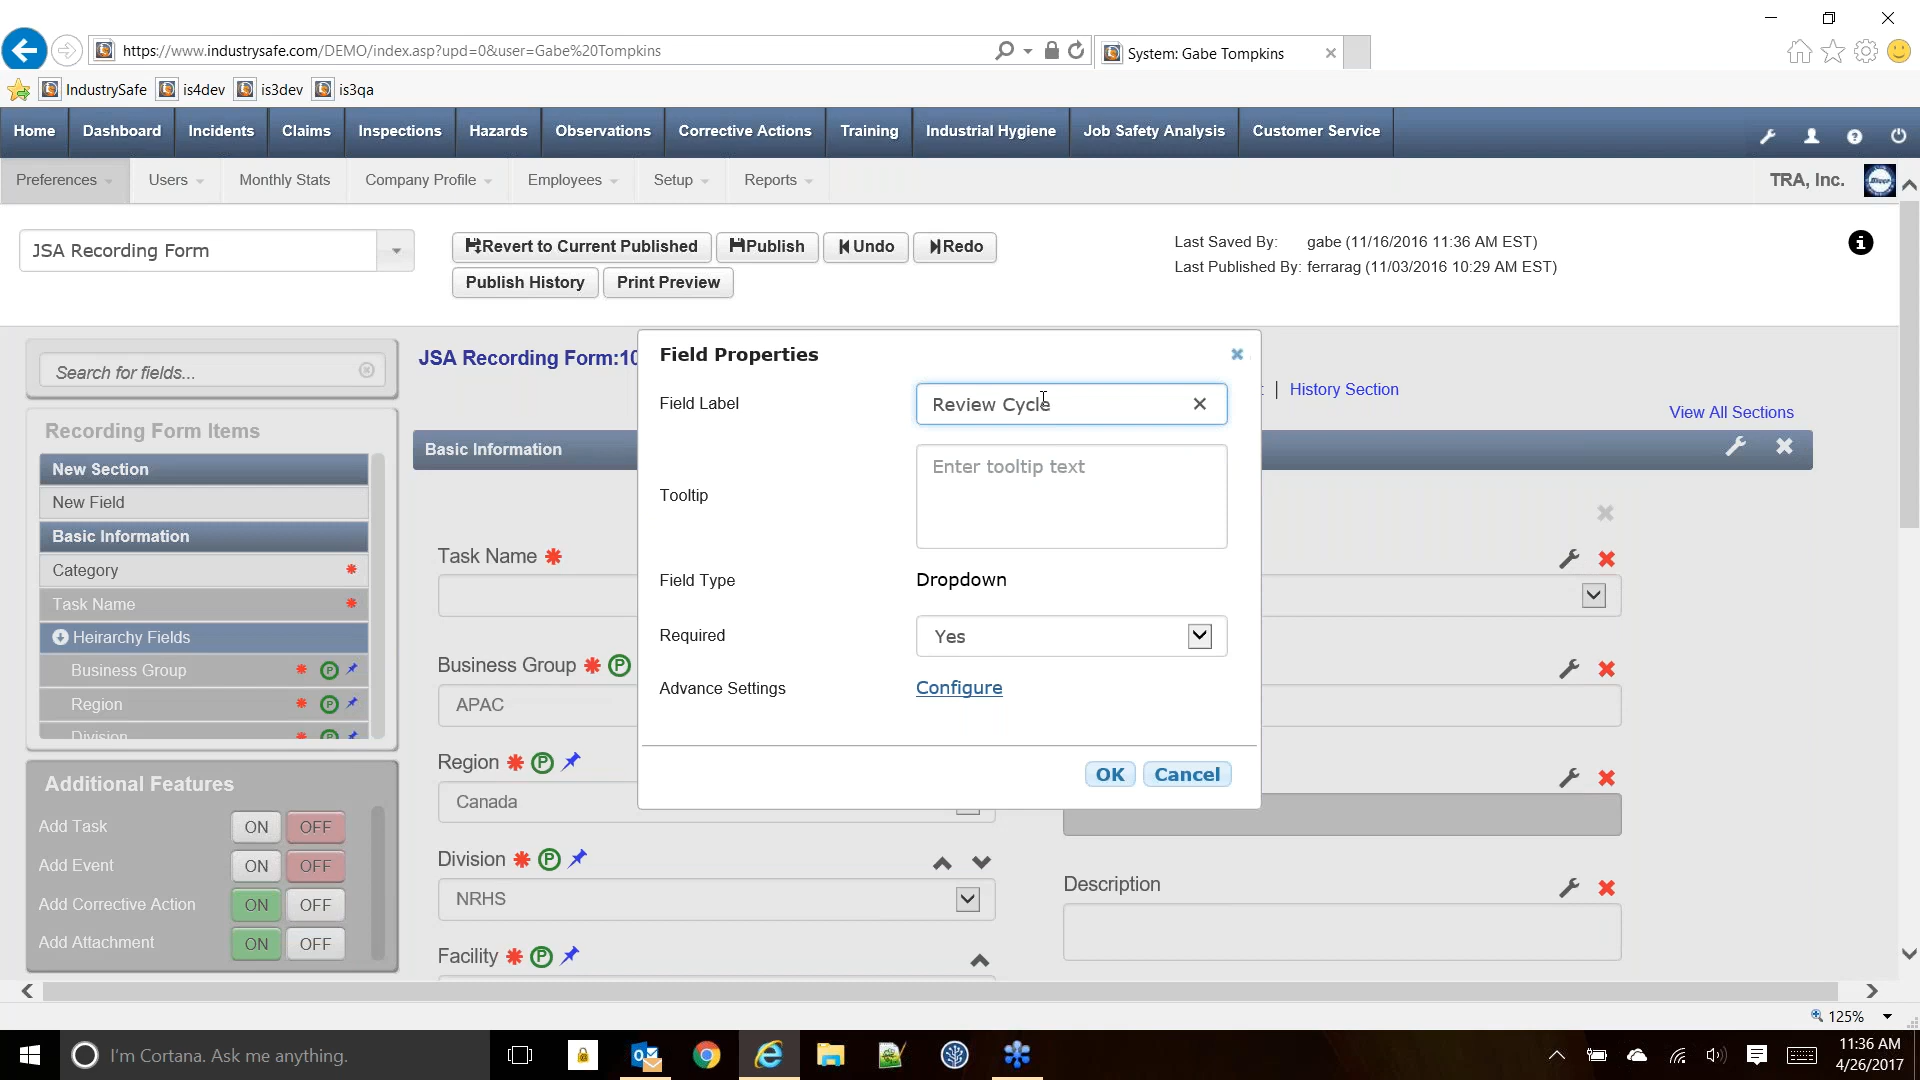 https://www.industrysafe.com/DEMO/index.asp?upd=0&user=Gabe%20Tompkins
System: Gabe Tompkins
IndustrySafe is4dev is3dev is3qa
Home Dashboard Incidents Claims Inspections Hazards Observations Corrective Actions Training Industrial Hygiene Job Safety Analysis Customer Service
Preferences Users Monthly Stats Company Profile Employees Setup Reports TRA, Inc.
JSA Recording Form
Revert to Current Published Publish Undo Redo
Publish History Print Preview
Last Saved By: gabe (11/16/2016 11:36 AM EST)
Last Published By: ferrarag (11/03/2016 10:29 AM EST)
Search for fields...
Recording Form Items
New Section
New Field
Basic Information
Category *
Task Name *
Heirarchy Fields
Business Group * P
Region * P
Division * P
Additional Features
Add Task ON OFF
Add Event ON OFF
Add Corrective Action ON OFF
Add Attachment ON OFF
JSA Recording Form:10
| History Section
View All Sections
Basic Information
Task Name *
Business Group * P
APAC
Region * P
Canada
Division * P
NRHS
Facility * P
Description
Field Properties
Field Label Review Cycle
Tooltip Enter tooltip text
Field Type Dropdown
Required Yes
Advance Settings Configure
OK Cancel
125%
I'm Cortana. Ask me anything.
11:36 AM
4/26/2017